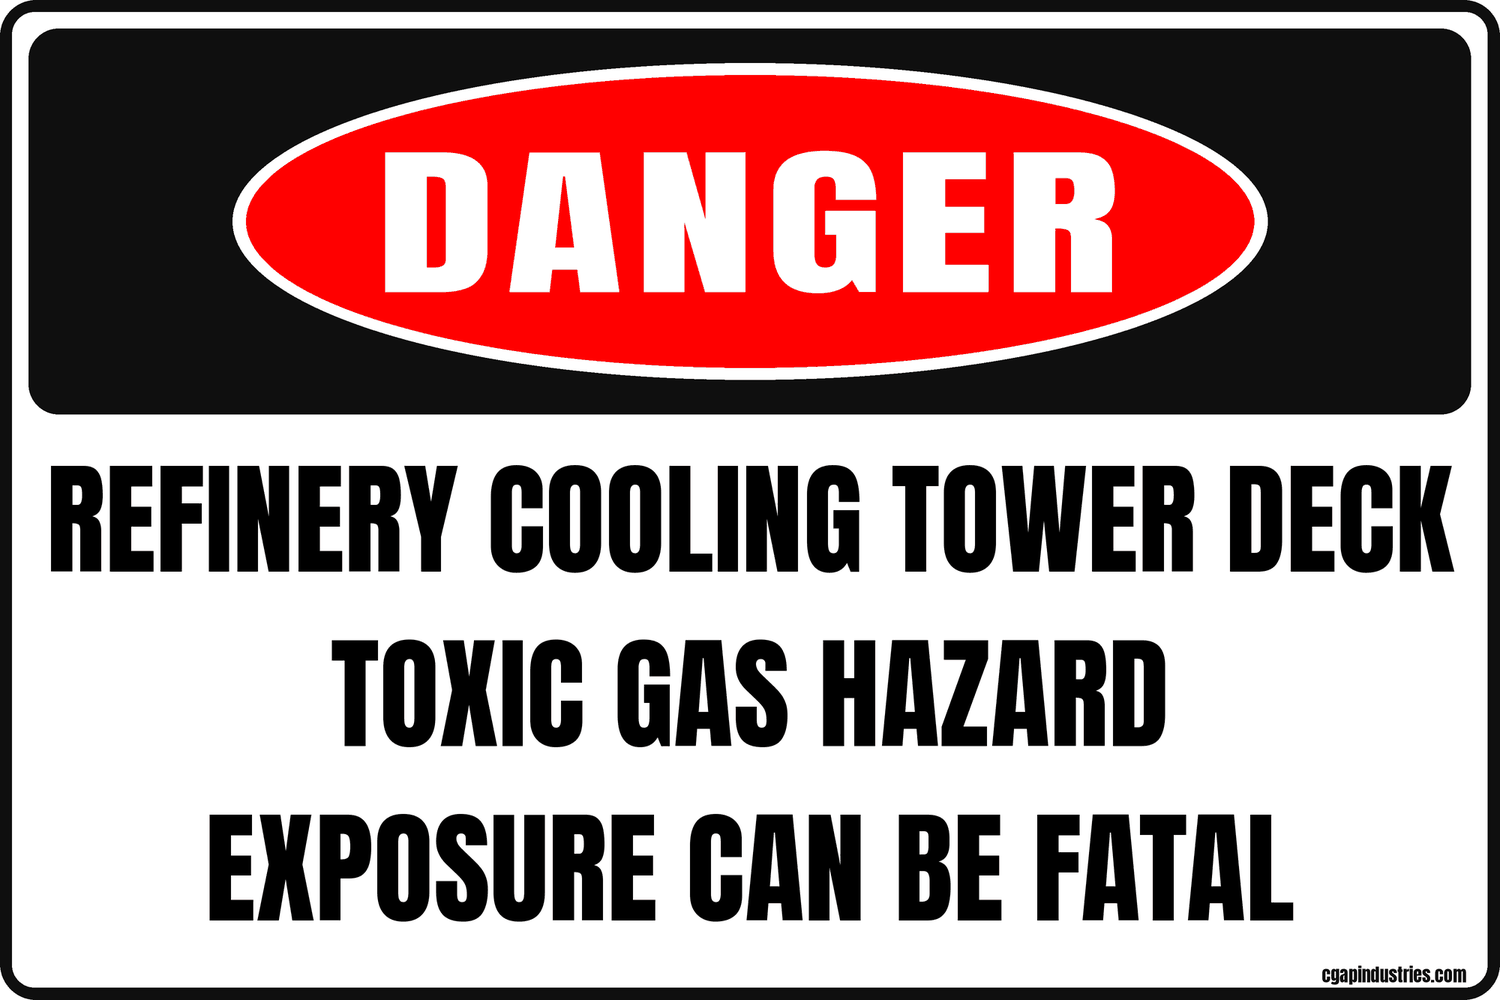 DANGER
REFINERY COOLING TOWER DECK
TOXIC GAS HAZARD
EXPOSURE CAN BE FATAL
cgapindustries.com